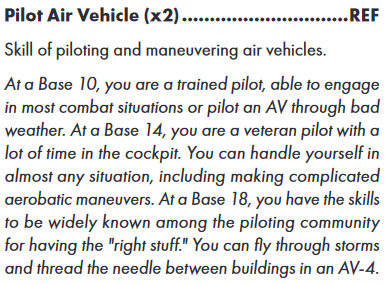 Pilot Air Vehicle (x2)..............................REF
Skill of piloting and maneuvering air vehicles.
At a Base 10, you are a trained pilot, able to engage
in most combat situations or pilot an AV through bad
weather. At a Base 14, you are a veteran pilot with a
lot of time in the cockpit. You can handle yourself in
almost any situation, including making complicated
aerobatic maneuvers. At a Base 18, you have the skills
to be widely known among the piloting community
for having the "right stuff." You can fly through storms
and thread the needle between buildings in an AV-4.